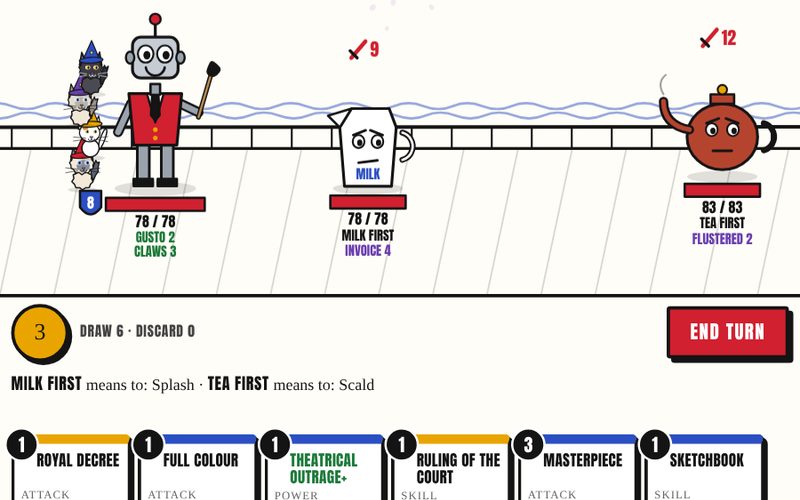 9
12
MILK
8
78 / 78
GUSTO 2
CLAWS 3
78 / 78
MILK FIRST
INVOICE 4
83 / 83
TEA FIRST
FLUSTERED 2
3
DRAW 6 · DISCARD 0
END TURN
MILK FIRST means to: Splash · TEA FIRST means to: Scald
1
ROYAL DECREE
ATTACK
1
FULL COLOUR
ATTACK
1
THEATRICAL
OUTRAGE+
POWER
1
RULING OF THE
COURT
SKILL
3
MASTERPIECE
ATTACK
1
SKETCHBOOK
SKILL